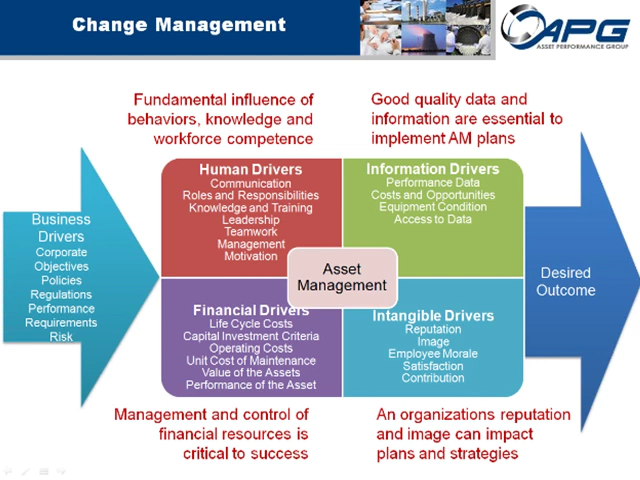 Change Management
APG
ASSET PERFORMANCE GROUP
Fundamental influence of
behaviors, knowledge and
workforce competence
Good quality data and
information are essential to
implement AM plans
Business
Drivers
Corporate
Objectives
Policies
Regulations
Performance
Requirements
Risk
Human Drivers
Communication
Roles and Responsibilities
Knowledge and Training
Leadership
Teamwork
Management
Motivation
Information Drivers
Performance Data
Costs and Opportunities
Equipment Condition
Access to Data
Asset
Management
Financial Drivers
Life Cycle Costs
Capital Investment Criteria
Operating Costs
Unit Cost of Maintenance
Value of the Assets
Performance of the Asset
Intangible Drivers
Reputation
Image
Employee Morale
Satisfaction
Contribution
Desired
Outcome
Management and control of
financial resources is
critical to success
An organizations reputation
and image can impact
plans and strategies